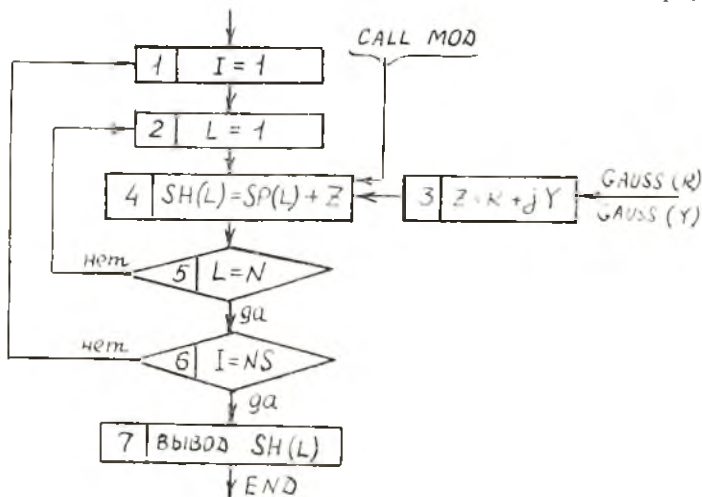 CALL MOD
1 I = 1
2 L = 1
4 SH(L)=SP(L)+Z
3 Z=R+jY
GAUSS(R)
GAUSS(Y)
нет
5 L=N
да
нет
6 I=NS
да
7 ВЫВОД SH(L)
END